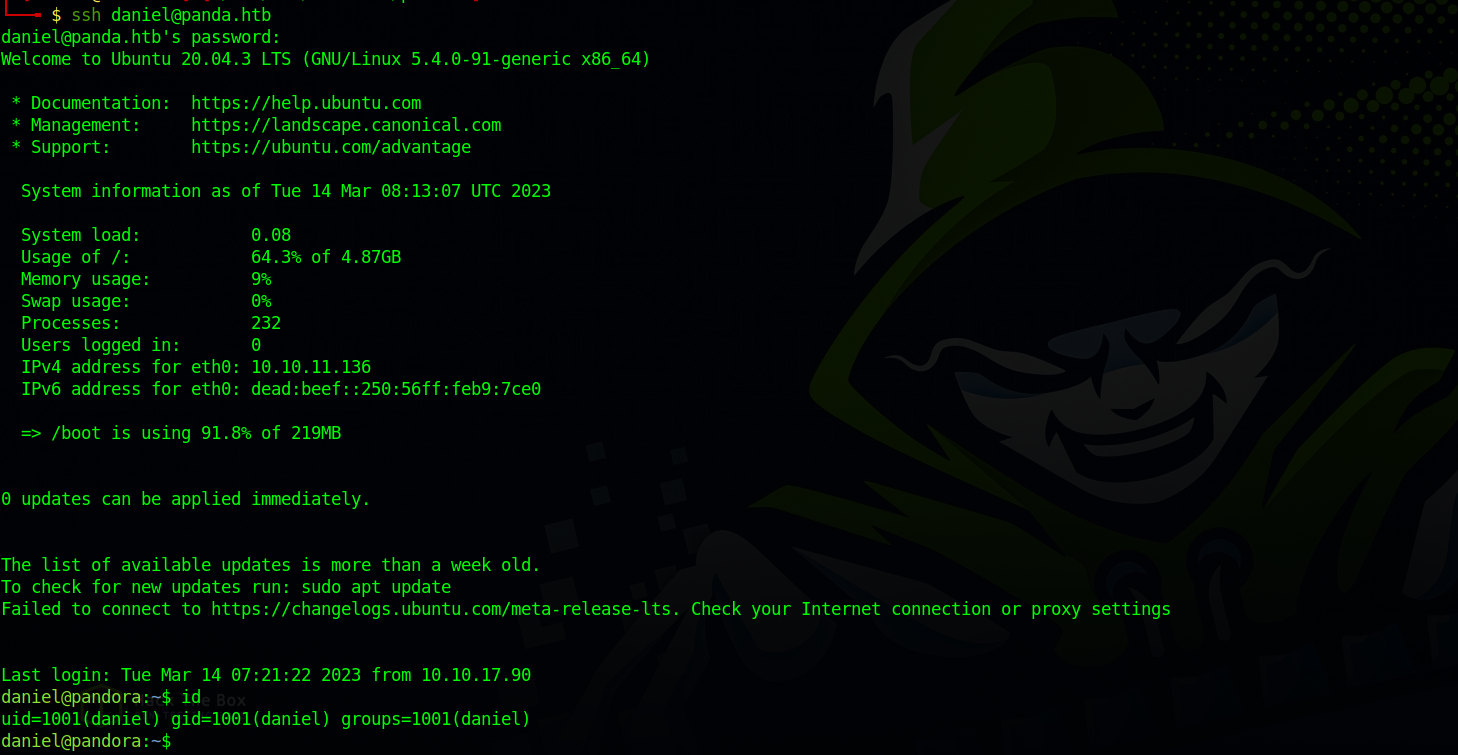 $ ssh daniel@panda.htb
daniel@panda.htb's password:
Welcome to Ubuntu 20.04.3 LTS (GNU/Linux 5.4.0-91-generic x86_64)
* Documentation:  https://help.ubuntu.com
* Management:     https://landscape.canonical.com
* Support:        https://ubuntu.com/advantage
System information as of Tue 14 Mar 08:13:07 UTC 2023
System load:           0.08
Usage of /:            64.3% of 4.87GB
Memory usage:          9%
Swap usage:            0%
Processes:             232
Users logged in:       0
IPv4 address for eth0: 10.10.11.136
IPv6 address for eth0: dead:beef::250:56ff:feb9:7ce0
=> /boot is using 91.8% of 219MB
0 updates can be applied immediately.
The list of available updates is more than a week old.
To check for new updates run: sudo apt update
Failed to connect to https://changelogs.ubuntu.com/meta-release-lts. Check your Internet connection or proxy settings
Last login: Tue Mar 14 07:21:22 2023 from 10.10.17.90
daniel@pandora:~$ id
uid=1001(daniel) gid=1001(daniel) groups=1001(daniel)
daniel@pandora:~$